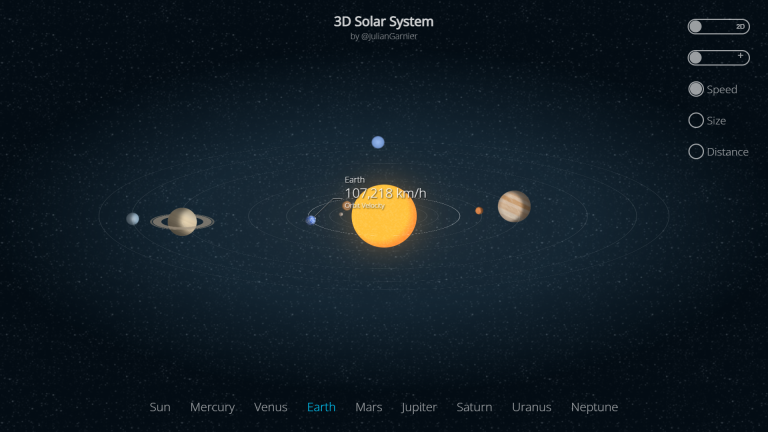 3D Solar System
by @JulianGarnier
2D
+
Speed
Size
Distance
Earth
107,218 km/h
Orbit Velocity
Sun Mercury Venus Earth Mars Jupiter Saturn Uranus Neptune